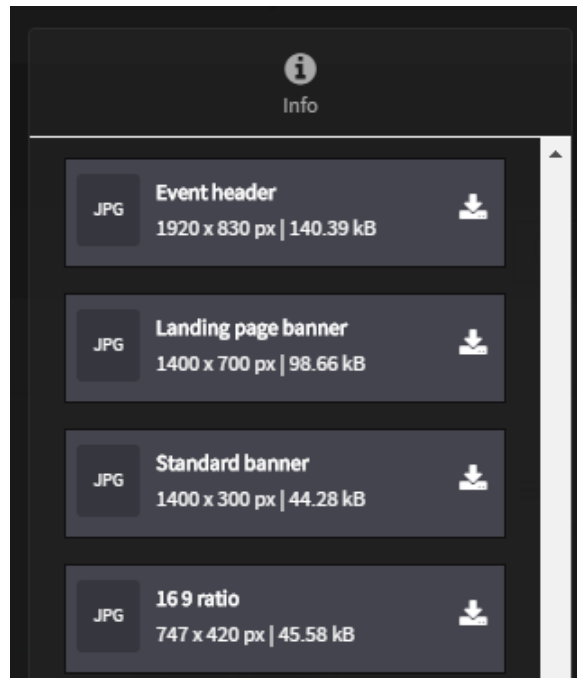 Info
JPG
Event header
1920 x 830 px | 140.39 kB
JPG
Landing page banner
1400 x 700 px | 98.66 kB
JPG
Standard banner
1400 x 300 px | 44.28 kB
JPG
16 9 ratio
747 x 420 px | 45.58 kB